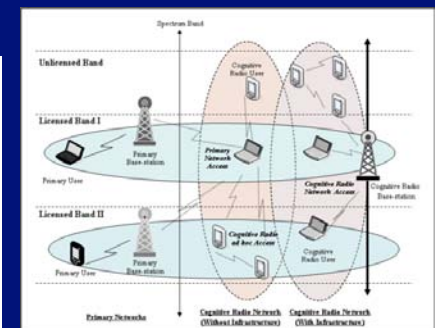 Spectrum Band
Unlicensed Band
Cognitive
Radio User
Licensed Band I
Primary
Base-station
Primary
Network
Access
Primary User
Cognitive Radio
Network Access
Cognitive Radio
Base-station
Licensed Band II
Cognitive Radio
ad hoc Access
Primary User
Primary
Base-station
Cognitive
Radio User
Primary Networks
Cognitive Radio Network
(Without Infrastructure)
Cognitive Radio Network
(With Infrastructure)